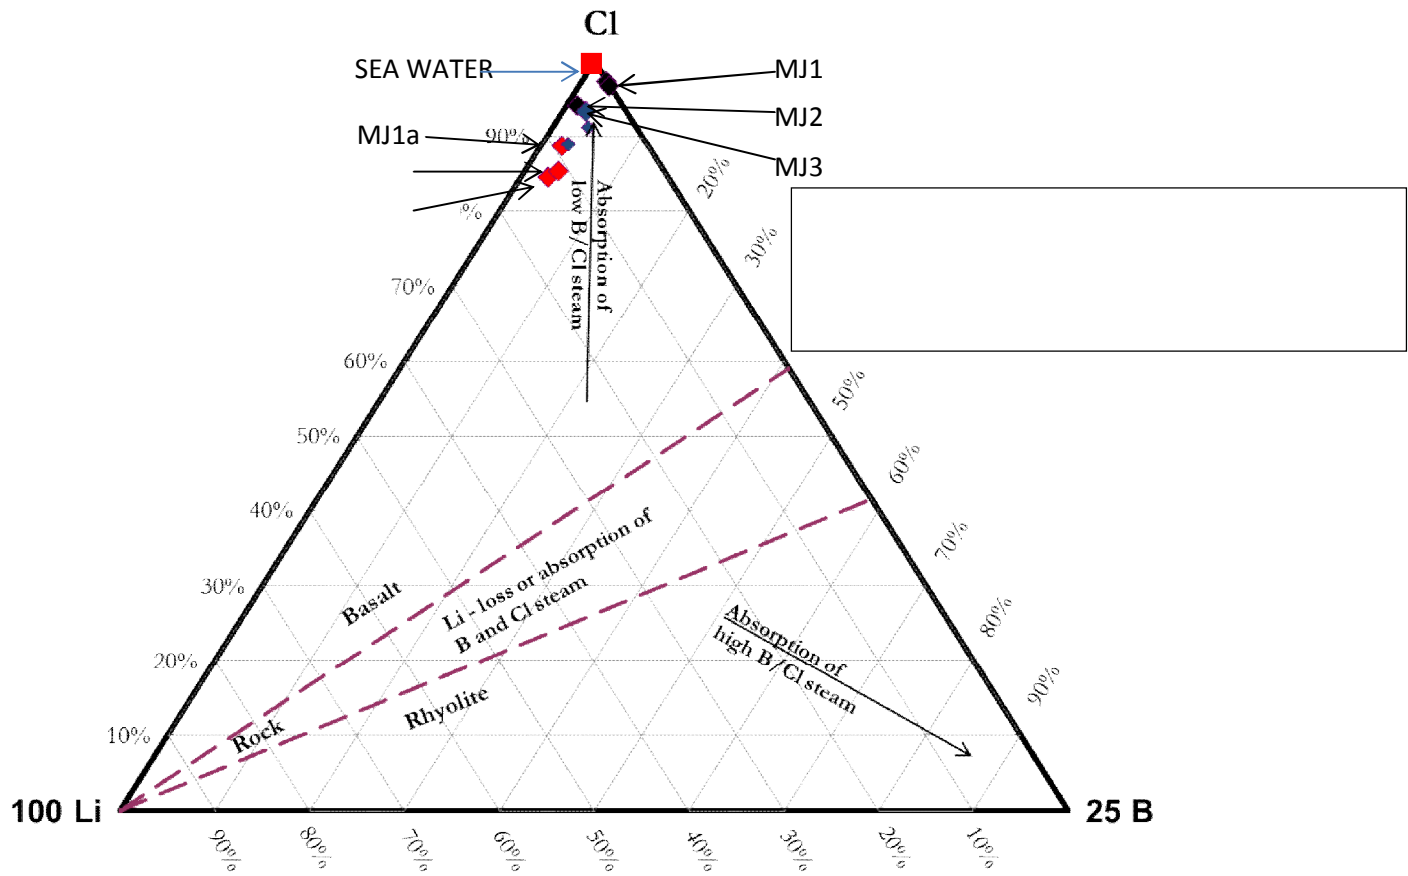 Cl
SEA WATER
MJ1
MJ2
MJ1a
90%
MJ3
20%
%
Absorption of
low B/Cl steam
30%
70%
60%
50%
50%
60%
40%
70%
30%
Basalt
Li - loss or absorption of
B and Cl steam
80%
Absorption of
high B/Cl steam
20%
90%
Rhyolite
Rock
10%
100 Li
25 B
90%
80%
70%
60%
50%
40%
30%
20%
10%